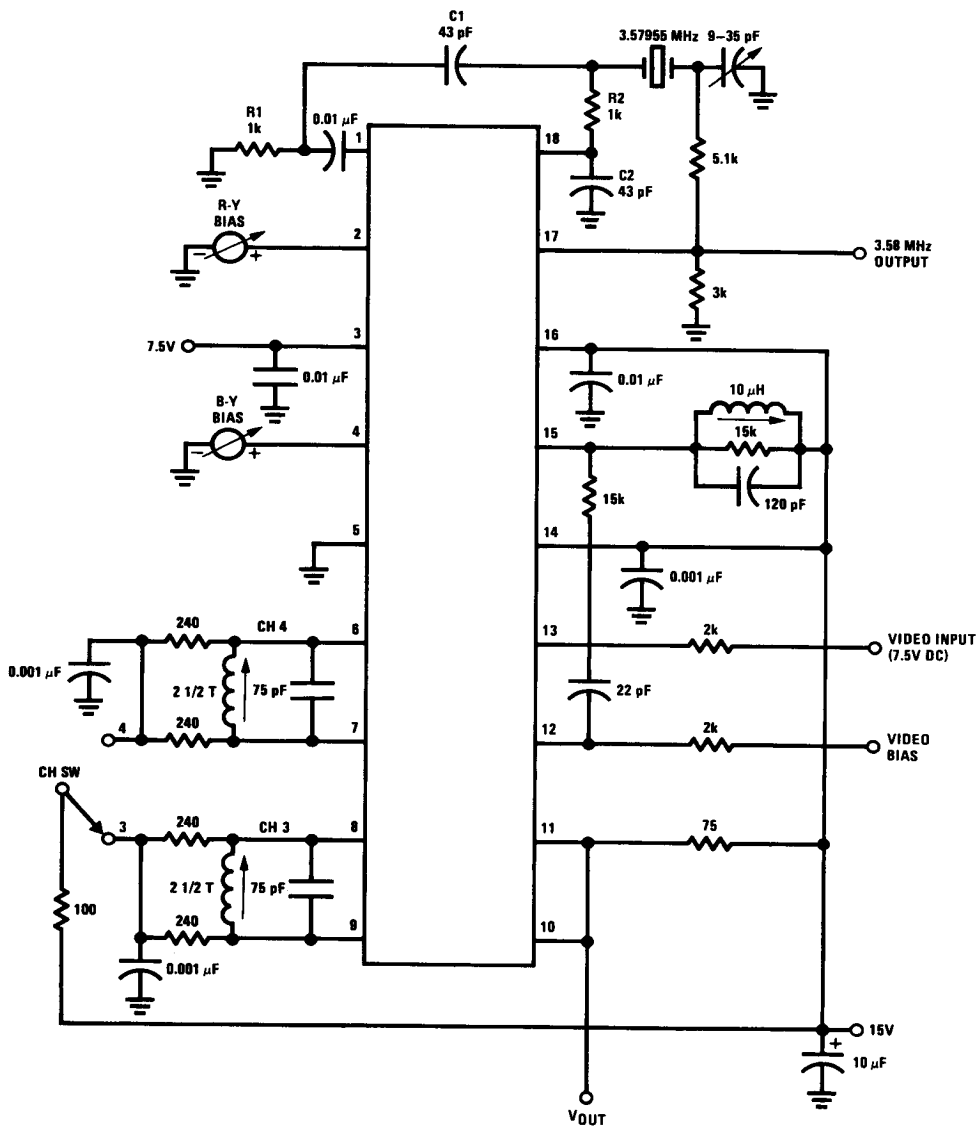 C1
43 pF
3.57955 MHz
9–35 pF
R1
1k
0.01 μF
1
18
R2
1k
C2
43 pF
5.1k
R-Y
BIAS
–
+
2
17
3.58 MHz
OUTPUT
3k
7.5V
3
16
0.01 μF
0.01 μF
10 μH
15k
120 pF
B-Y
BIAS
–
+
4
15
15k
5
14
0.001 μF
240
CH 4
6
13
2k
VIDEO INPUT
(7.5V DC)
0.001 μF
2 1/2 T
75 pF
22 pF
4
240
7
12
2k
VIDEO
BIAS
CH SW
3
240
CH 3
8
11
75
2 1/2 T
75 pF
100
240
9
10
0.001 μF
15V
+
10 μF
VOUT